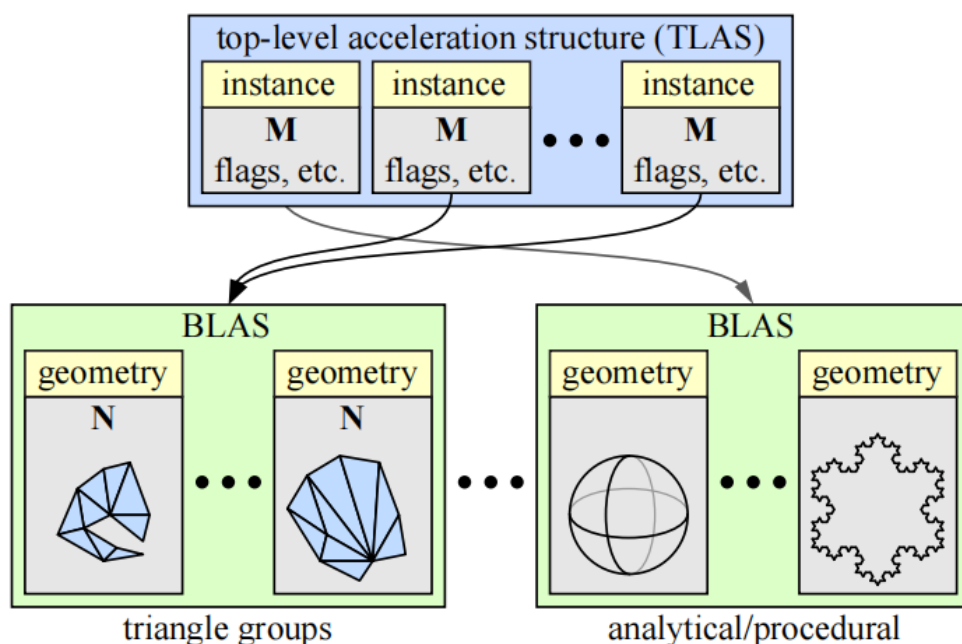 top-level acceleration structure (TLAS)
instance instance instance
M M M
flags, etc. flags, etc. flags, etc.
BLAS BLAS
geometry geometry geometry geometry
N N
triangle groups analytical/procedural